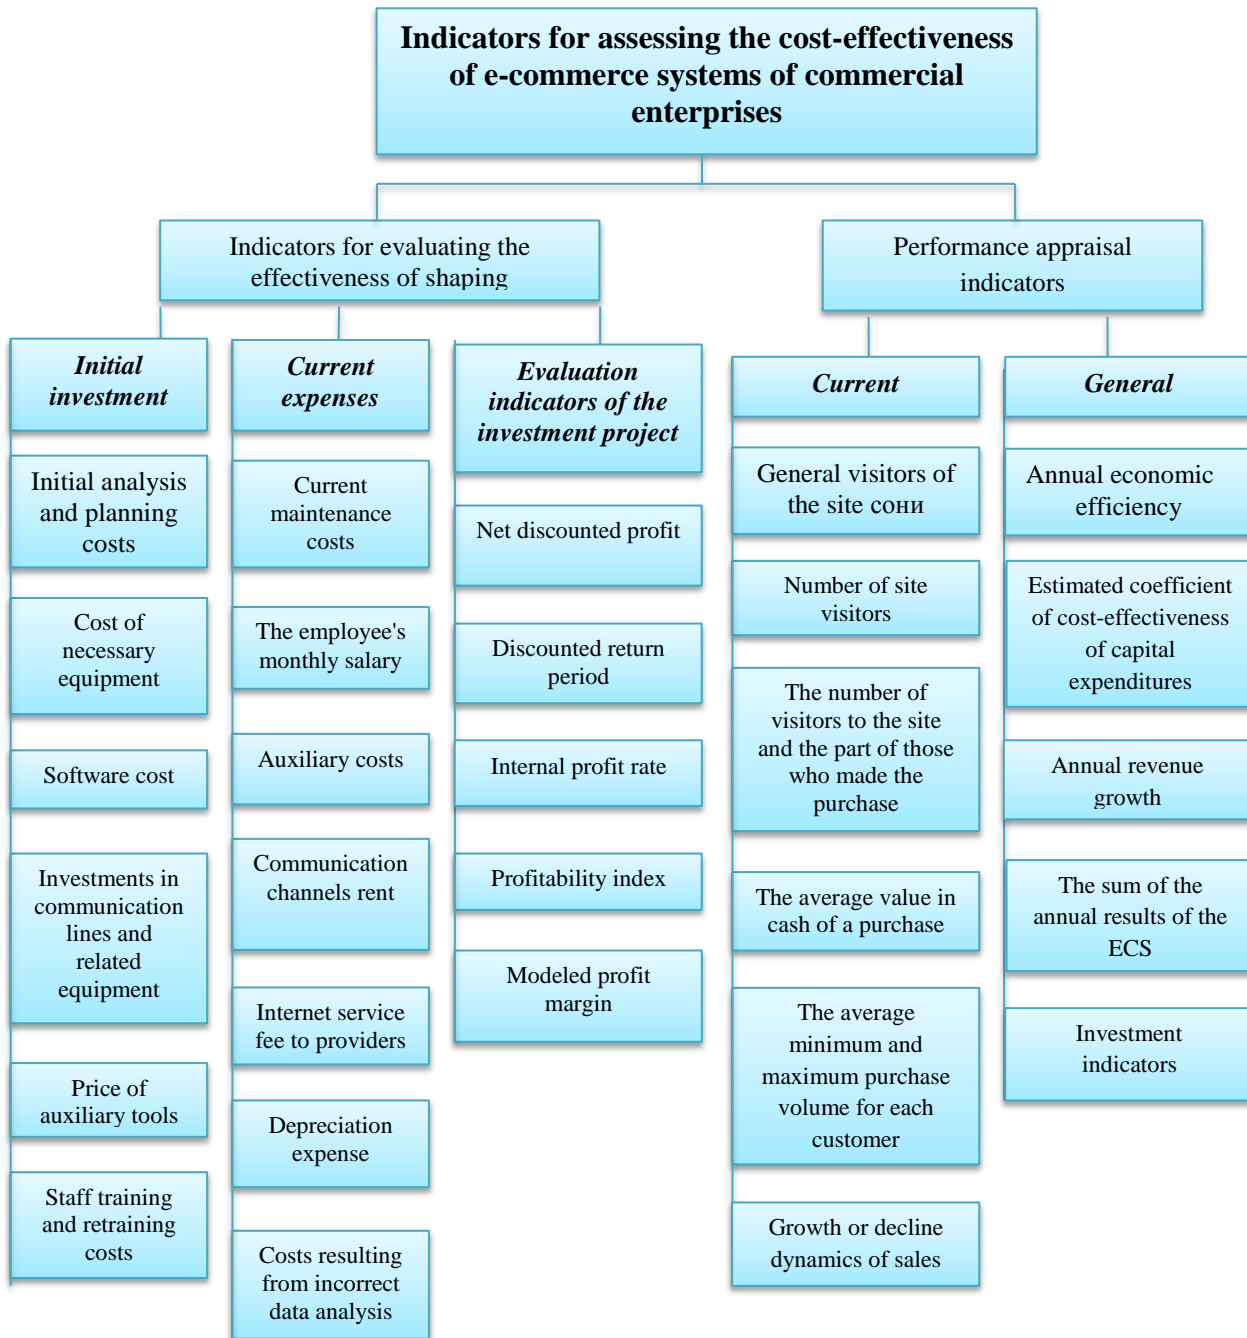 Indicators for assessing the cost-effectiveness
of e-commerce systems of commercial
enterprises
Indicators for evaluating the
effectiveness of shaping
Performance appraisal
indicators
Initial
investment
Initial analysis
and planning
costs
Cost of
necessary
equipment
Software cost
Investments in
communication
lines and
related
equipment
Price of
auxiliary tools
Staff training
and retraining
costs
Current
expenses
Current
maintenance
costs
The employee's
monthly salary
Auxiliary costs
Communication
channels rent
Internet service
fee to providers
Depreciation
expense
Costs resulting
from incorrect
data analysis
Evaluation
indicators of the
investment project
Net discounted profit
Discounted return
period
Internal profit rate
Profitability index
Modeled profit
margin
Current
General visitors of
the site сони
Number of site
visitors
The number of
visitors to the site
and the part of those
who made the
purchase
The average value in
cash of a purchase
The average
minimum and
maximum purchase
volume for each
customer
Growth or decline
dynamics of sales
General
Annual economic
efficiency
Estimated coefficient
of cost-effectiveness
of capital
expenditures
Annual revenue
growth
The sum of the
annual results of the
ECS
Investment
indicators